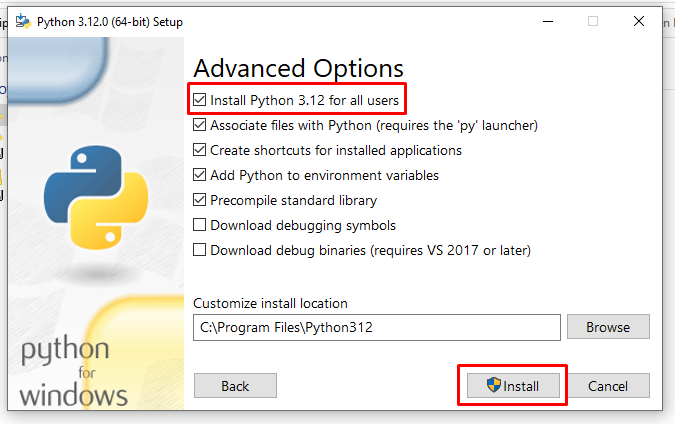 Python 3.12.0 (64-bit) Setup
Advanced Options
Install Python 3.12 for all users
Associate files with Python (requires the 'py' launcher)
Create shortcuts for installed applications
Add Python to environment variables
Precompile standard library
Download debugging symbols
Download debug binaries (requires VS 2017 or later)
Customize install location
C:\Program Files\Python312
Browse
python
for
windows
Back
Install
Cancel